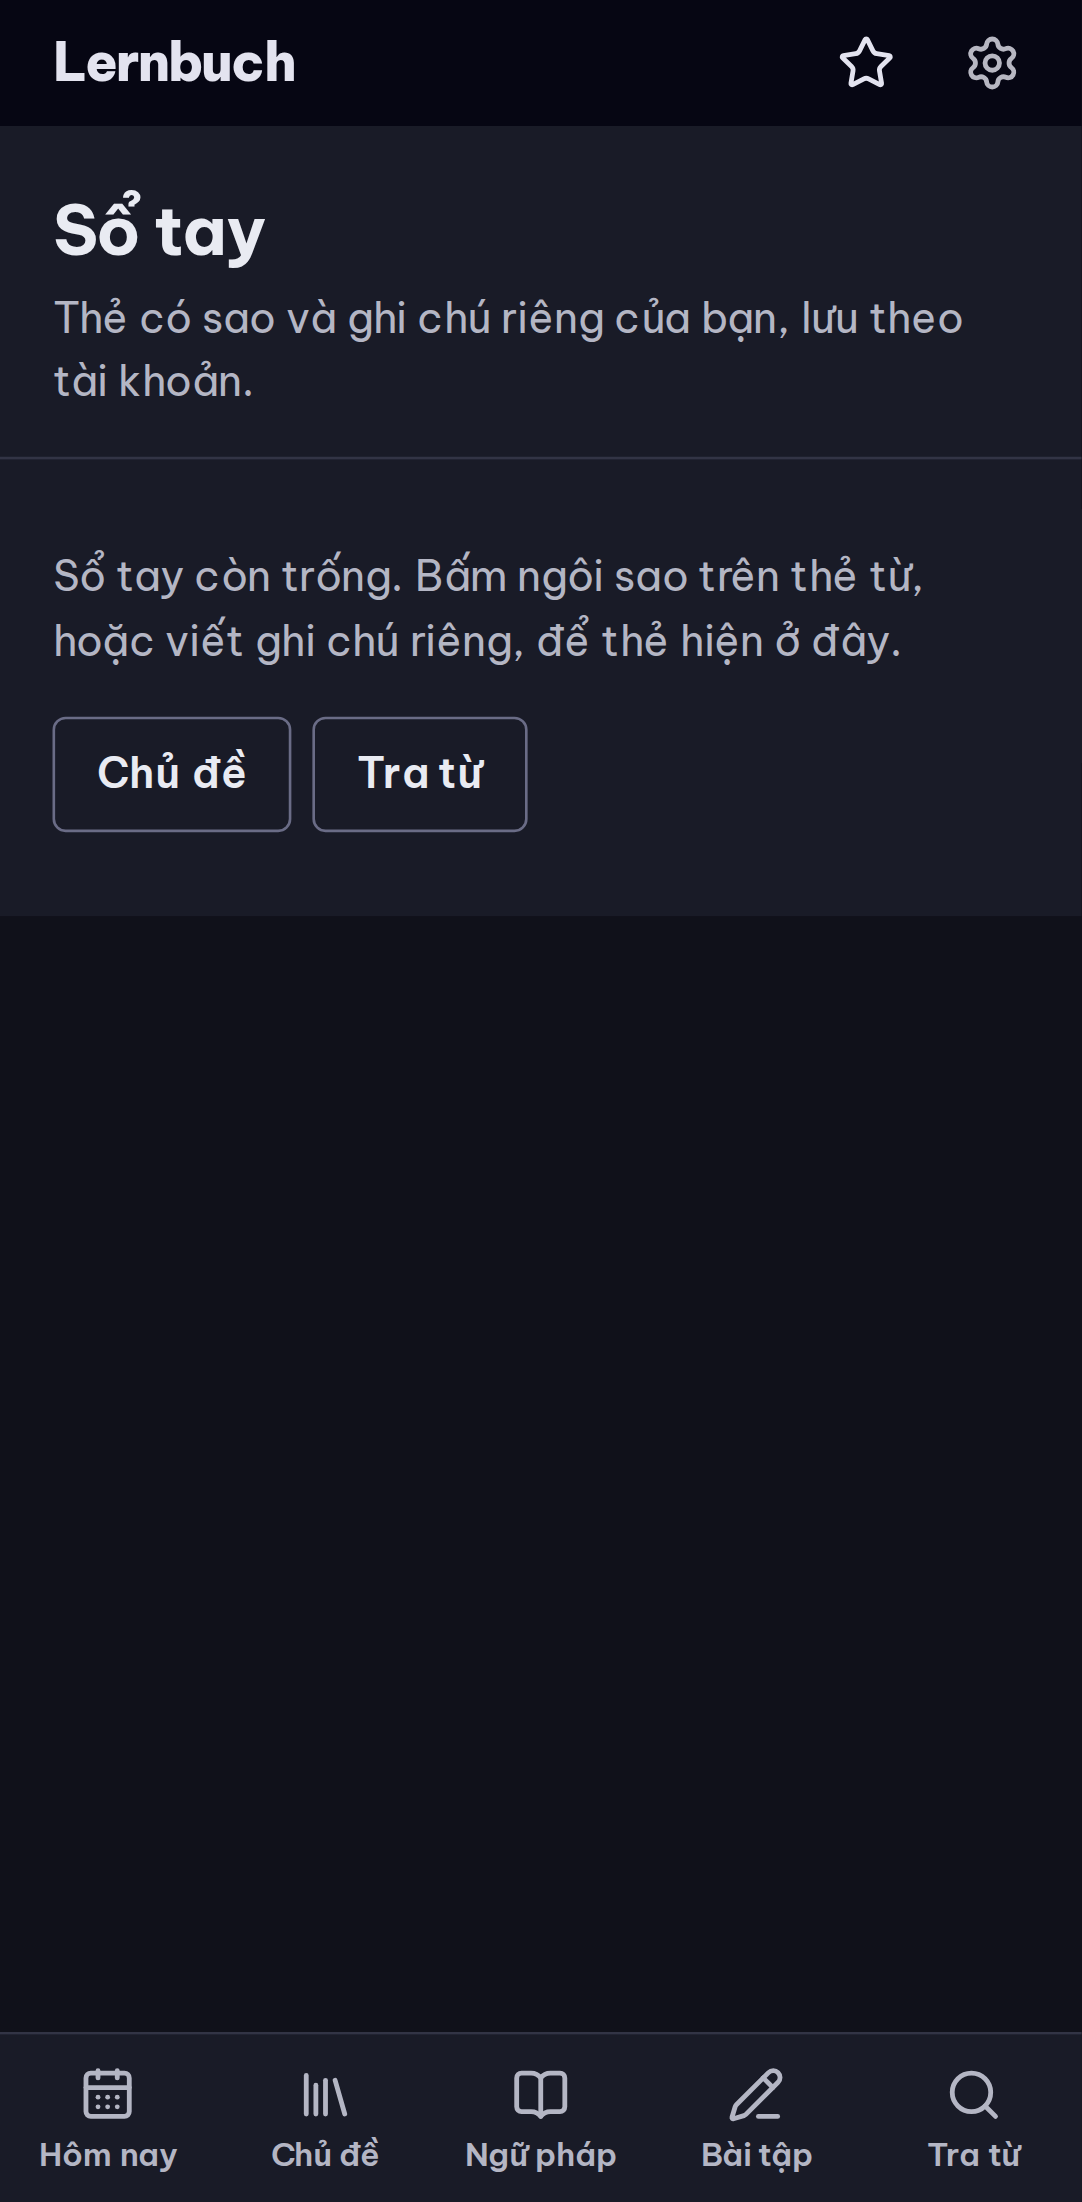 Lernbuch
Sổ tay
Thẻ có sao và ghi chú riêng của bạn, lưu theo
tài khoản.
Sổ tay còn trống. Bấm ngôi sao trên thẻ từ,
hoặc viết ghi chú riêng, để thẻ hiện ở đây.
Chủ đề
Tra từ
Hôm nay
Chủ đề
Ngữ pháp
Bài tập
Tra từ